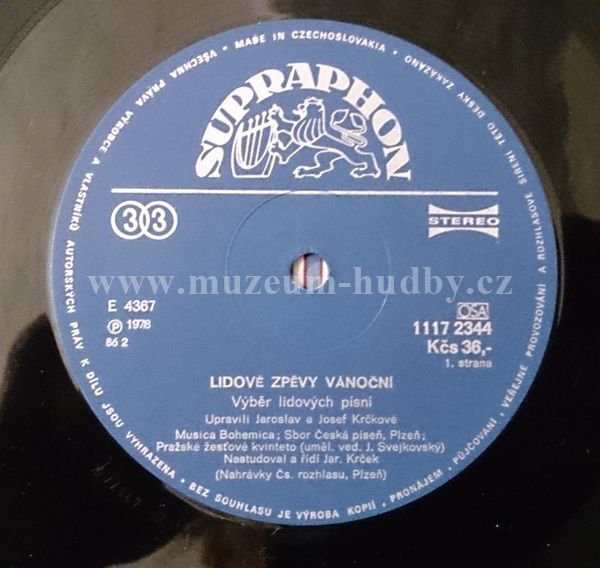 VŠECHNA PRÁVA VÝROBCE A VLASTNÍKŮ AUTORSKÝCH PRÁV K DÍLU JSOU VYHRAZENA • BEZ SOUHLASU JE VÝROBA KOPIÍ, PRONÁJEM, PŮJČOVÁNÍ, VEŘEJNÉ PROVOZOVÁNÍ A ROZHLASOVÉ ŠÍŘENÍ TÉTO DESKY ZAKÁZÁNO • MADE IN CZECHOSLOVAKIA •
SUPRAPHON
33
STEREO
www.muzeum-hudby.cz
E 4367
Ⓟ 1978
86 2
OSA
1117 2344
Kčs 36,-
1. strana
LIDOVÉ ZPĚVY VÁNOČNÍ
Výběr lidových písní
Upravili Jaroslav a Josef Krčkové
Musica Bohemica; Sbor Česká píseň, Plzeň;
Pražské žesťové kvinteto (uměl. ved. J. Svejkovský)
Nastudoval a řídí Jar. Krček
(Nahrávky Čs. rozhlasu, Plzeň)